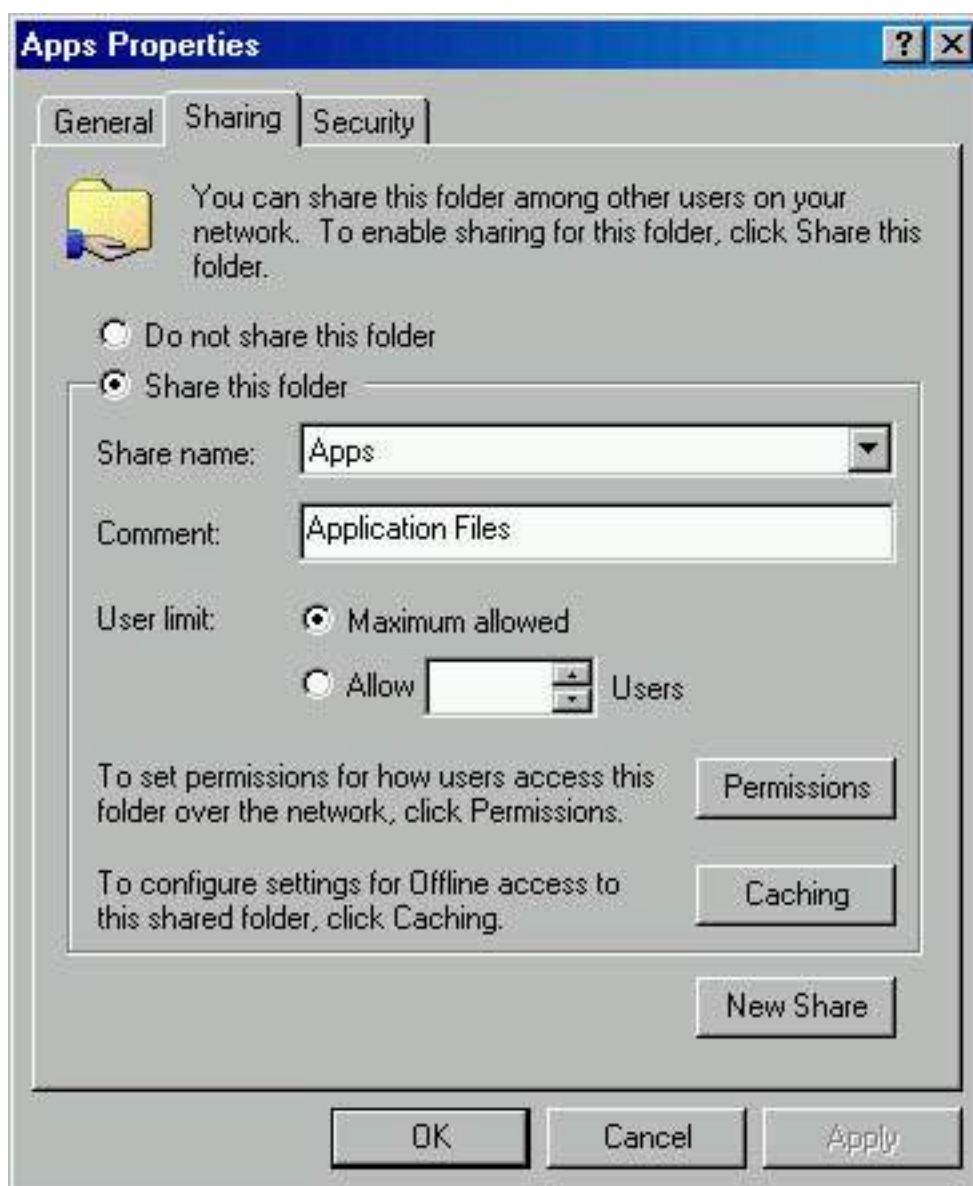 Apps Properties
General Sharing Security
You can share this folder among other users on your
network. To enable sharing for this folder, click Share this
folder.
Do not share this folder
Share this folder
Share name: Apps
Comment: Application Files
User limit: Maximum allowed
Allow Users
To set permissions for how users access this
folder over the network, click Permissions.
Permissions
To configure settings for Offline access to
this shared folder, click Caching.
Caching
New Share
OK Cancel Apply